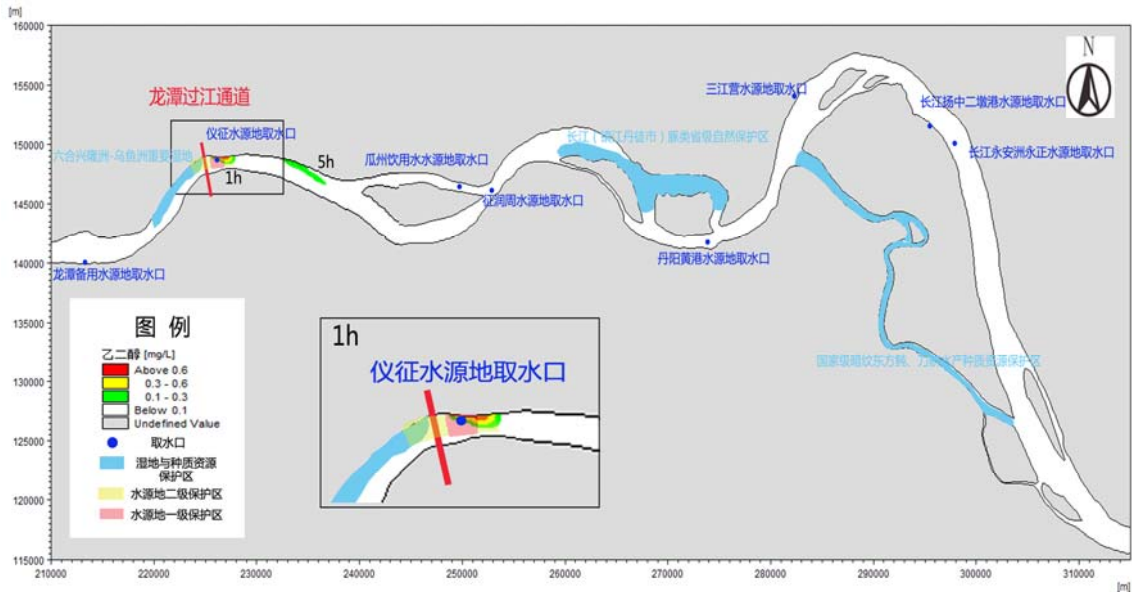 [m]
160000
155000
150000
145000
140000
135000
130000
125000
120000
115000
N
龙潭过江通道
仪征水源地取水口
六合兴隆洲-乌鱼洲重要湿地
1h
5h
瓜州饮用水水源地取水口
征润周水源地取水口
长江(镇江丹徒市)豚类省级自然保护区
三江营水源地取水口
长江扬中二墩港水源地取水口
长江永安洲永正水源地取水口
丹阳黄港水源地取水口
龙潭备用水源地取水口
水产种质资源保护区
图 例
乙二醇 [mg/L]
Above 0.6
0.3 - 0.6
0.1 - 0.3
Below 0.1
Undefined Value
取水口
湿地与种质资源
保护区
水源地二级保护区
水源地一级保护区
1h
仪征水源地取水口
210000 220000 230000 240000 250000 260000 270000 280000 290000 300000 310000
[m]